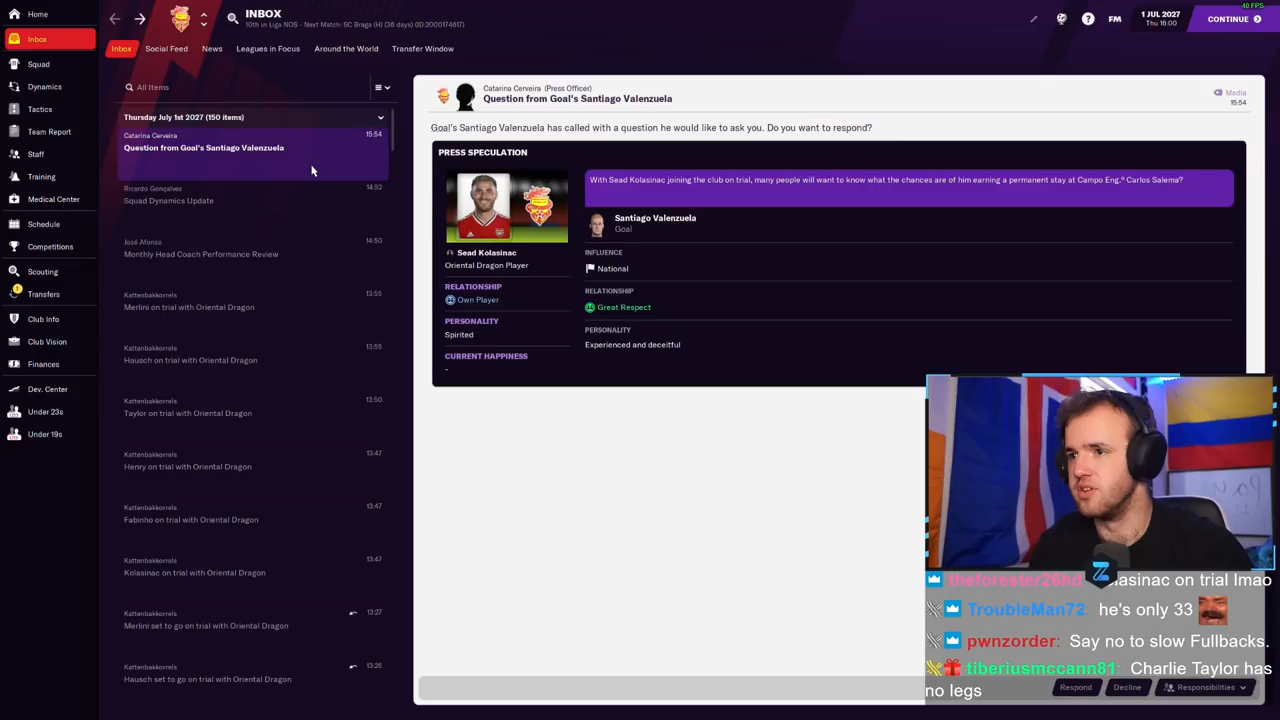 40 FPS
Home
Inbox
Squad
Dynamics
Tactics
Team Report
Staff
Training
Medical Center
Schedule
Competitions
Scouting
Transfers
Club Info
Club Vision
Finances
Dev. Center
Under 23s
Under 19s
INBOX
10th in Liga NOS - Next Match: SC Braga (H) (36 days) (ID:2000174617)
FM
1 JUL 2027
Thu 16:00
CONTINUE
Inbox
Social Feed
News
Leagues in Focus
Around the World
Transfer Window
All Items
Thursday July 1st 2027 (150 items)
Catarina Cerveira 15:54
Question from Goal's Santiago Valenzuela
Ricardo Gonçalves 14:52
Squad Dynamics Update
José Afonso 14:50
Monthly Head Coach Performance Review
Kattenbakkorrels 13:55
Merlini on trial with Oriental Dragon
Kattenbakkorrels 13:55
Hausch on trial with Oriental Dragon
Kattenbakkorrels 13:50
Taylor on trial with Oriental Dragon
Kattenbakkorrels 13:47
Henry on trial with Oriental Dragon
Kattenbakkorrels 13:47
Fabinho on trial with Oriental Dragon
Kattenbakkorrels 13:47
Kolasinac on trial with Oriental Dragon
Kattenbakkorrels 13:27
Merlini set to go on trial with Oriental Dragon
Kattenbakkorrels 13:26
Hausch set to go on trial with Oriental Dragon
Catarina Cerveira (Press Officer)
Question from Goal's Santiago Valenzuela
Media
15:54
Goal's Santiago Valenzuela has called with a question he would like to ask you. Do you want to respond?
PRESS SPECULATION
With Sead Kolasinac joining the club on trial, many people will want to know what the chances are of him earning a permanent stay at Campo Eng.º Carlos Salema?
Sead Kolasinac
Oriental Dragon Player
RELATIONSHIP
Own Player
PERSONALITY
Spirited
CURRENT HAPPINESS
-
Santiago Valenzuela
Goal
INFLUENCE
National
RELATIONSHIP
Great Respect
PERSONALITY
Experienced and deceitful
theforester26hd: olasinac on trial lmao
TroubleMan72: he's only 33
pwnzorder: Say no to slow Fullbacks.
tiberiusmccann81: Charlie Taylor has
no legs
Respond
Decline
Responsibilities